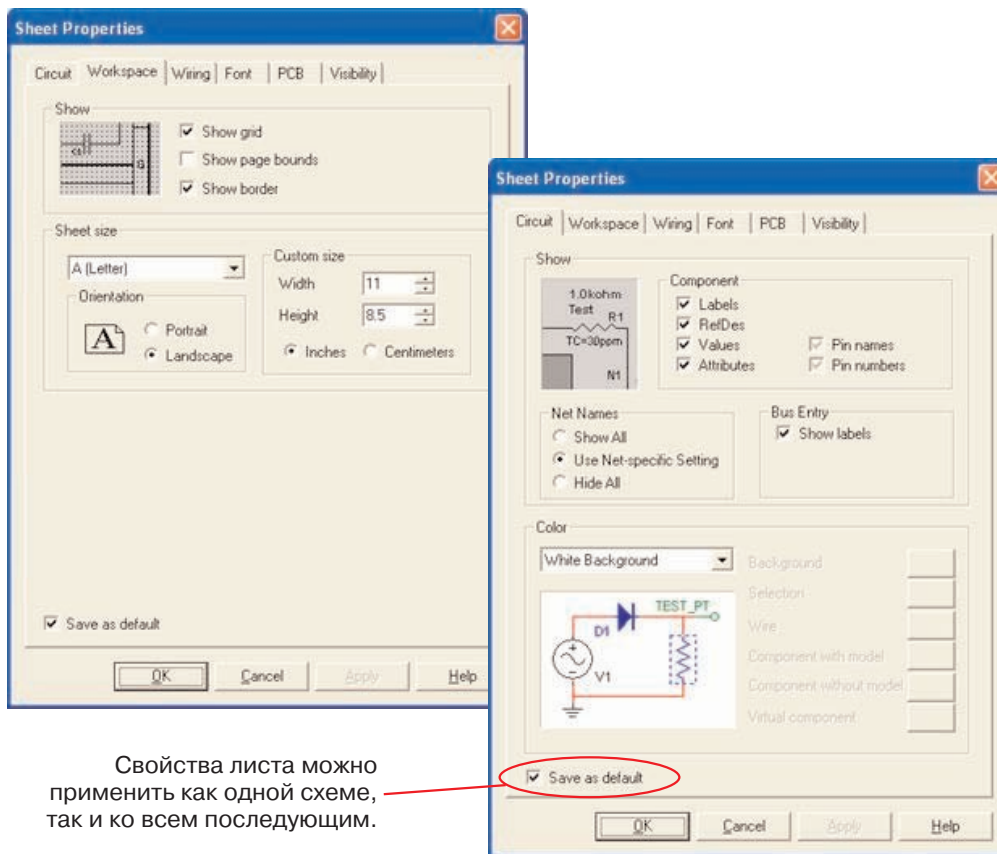 Sheet Properties
Circuit Workspace Wiring Font PCB Visibility
Show
C1
G
Show grid
Show page bounds
Show border
Sheet size
A (Letter)
Orientation
A
Portrait
Landscape
Custom size
Width 11
Height 8.5
Inches Centimeters
Save as default
OK Cancel Apply Help
Sheet Properties
Circuit Workspace Wiring Font PCB Visibility
Show
1.0kohm
Test R1
TC=30ppm
N1
Component
Labels
RefDes
Values Pin names
Attributes Pin numbers
Net Names
Show All
Use Net-specific Setting
Hide All
Bus Entry
Show labels
Color
White Background
Background
Selection
Wire
Component with model
Component without model
Virtual component
TEST_PT
D1
V1
Save as default
OK Cancel Apply Help
Свойства листа можно
применить как одной схеме,
так и ко всем последующим.